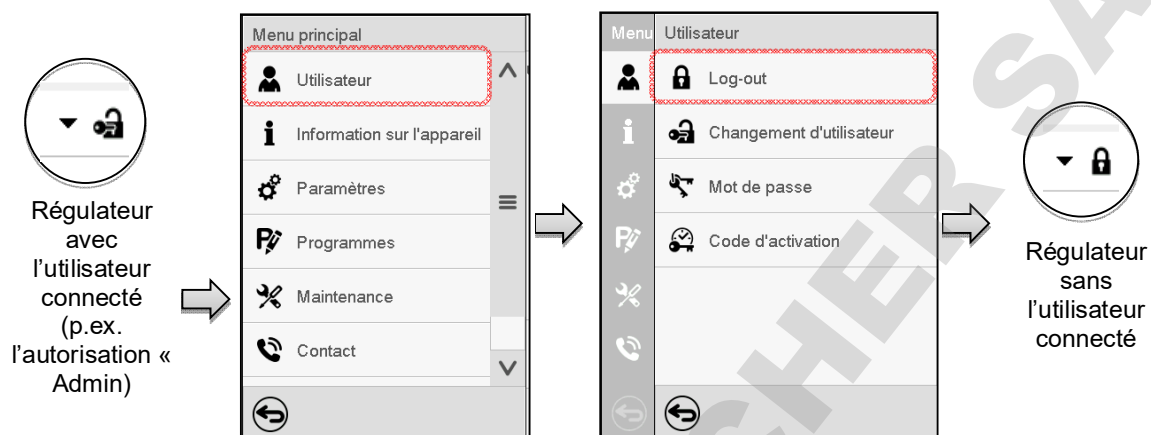 Régulateur
avec
l’utilisateur
connecté
(p.ex.
l’autorisation «
Admin)
Menu principal
Utilisateur
Information sur l'appareil
Paramètres
Programmes
Maintenance
Contact
Menu
Utilisateur
Log-out
Changement d'utilisateur
Mot de passe
Code d'activation
Régulateur
sans
l’utilisateur
connecté